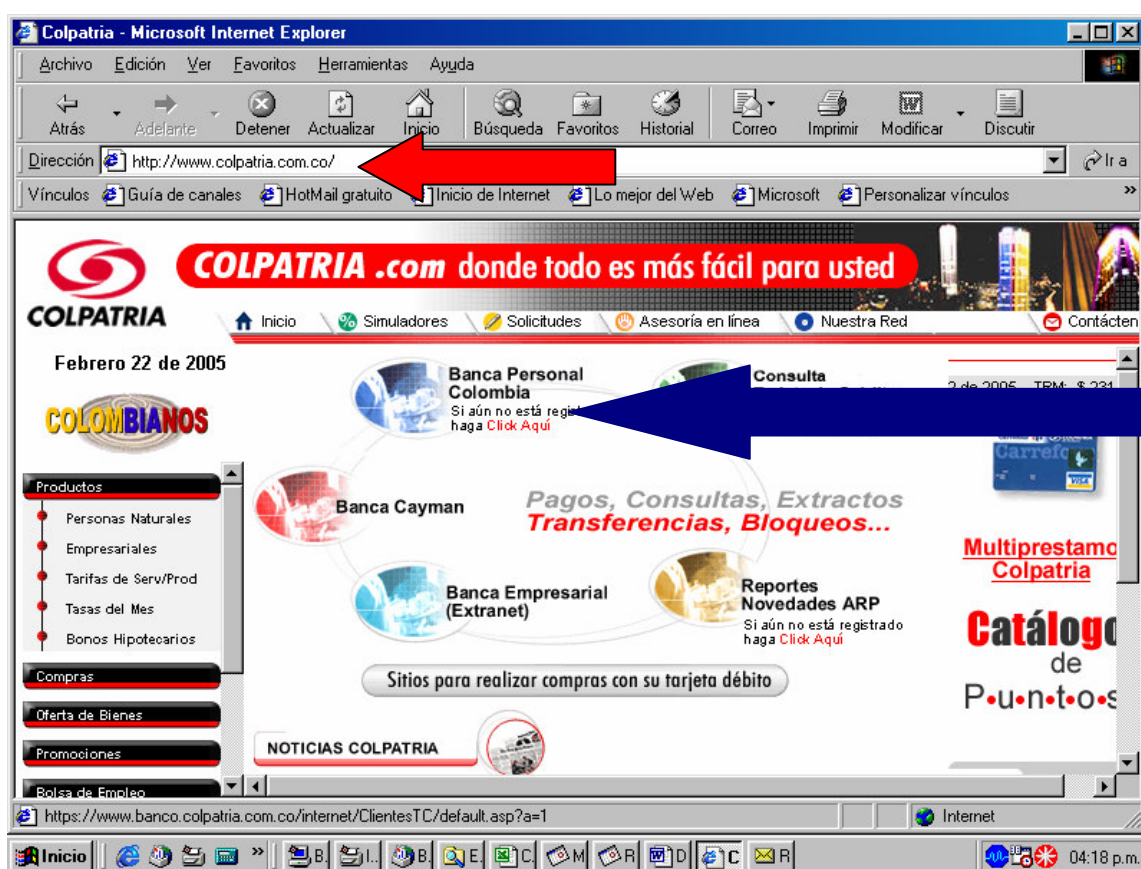 Colpatria - Microsoft Internet Explorer
Archivo Edición Ver Favoritos Herramientas Ayuda
Atrás Adelante Detener Actualizar Inicio Búsqueda Favoritos Historial Correo Imprimir Modificar Discutir
Dirección http://www.colpatria.com.co/ Ir a
Vínculos Guía de canales HotMail gratuito Inicio de Internet Lo mejor del Web Microsoft Personalizar vínculos »
COLPATRIA .com donde todo es más fácil para usted
COLPATRIA
Inicio Simuladores Solicitudes Asesoría en línea Nuestra Red Contácten
Febrero 22 de 2005
COLOMBIANOS
Productos
Personas Naturales
Empresariales
Tarifas de Serv/Prod
Tasas del Mes
Bonos Hipotecarios
Compras
Oferta de Bienes
Promociones
Bolsa de Empleo
Banca Personal
Colombia
Si aún no está
haga Click Aquí
Consulta
2 de 2005 TRM: $ 231
Banca Cayman
Pagos, Consultas, Extractos
Transferencias, Bloqueos...
Banca Empresarial
(Extranet)
Reportes
Novedades ARP
Si aún no está registrado
haga Click Aquí
Sitios para realizar compras con su tarjeta débito
NOTICIAS COLPATRIA
VISA
Multiprestamo
Colpatria
Catálogo
de
P•u•n•t•o•s
https://www.banco.colpatria.com.co/internet/ClientesTC/default.asp?a=1 Internet
Inicio » B. I.. B. E. C. M R D C R 04:18 p.m.